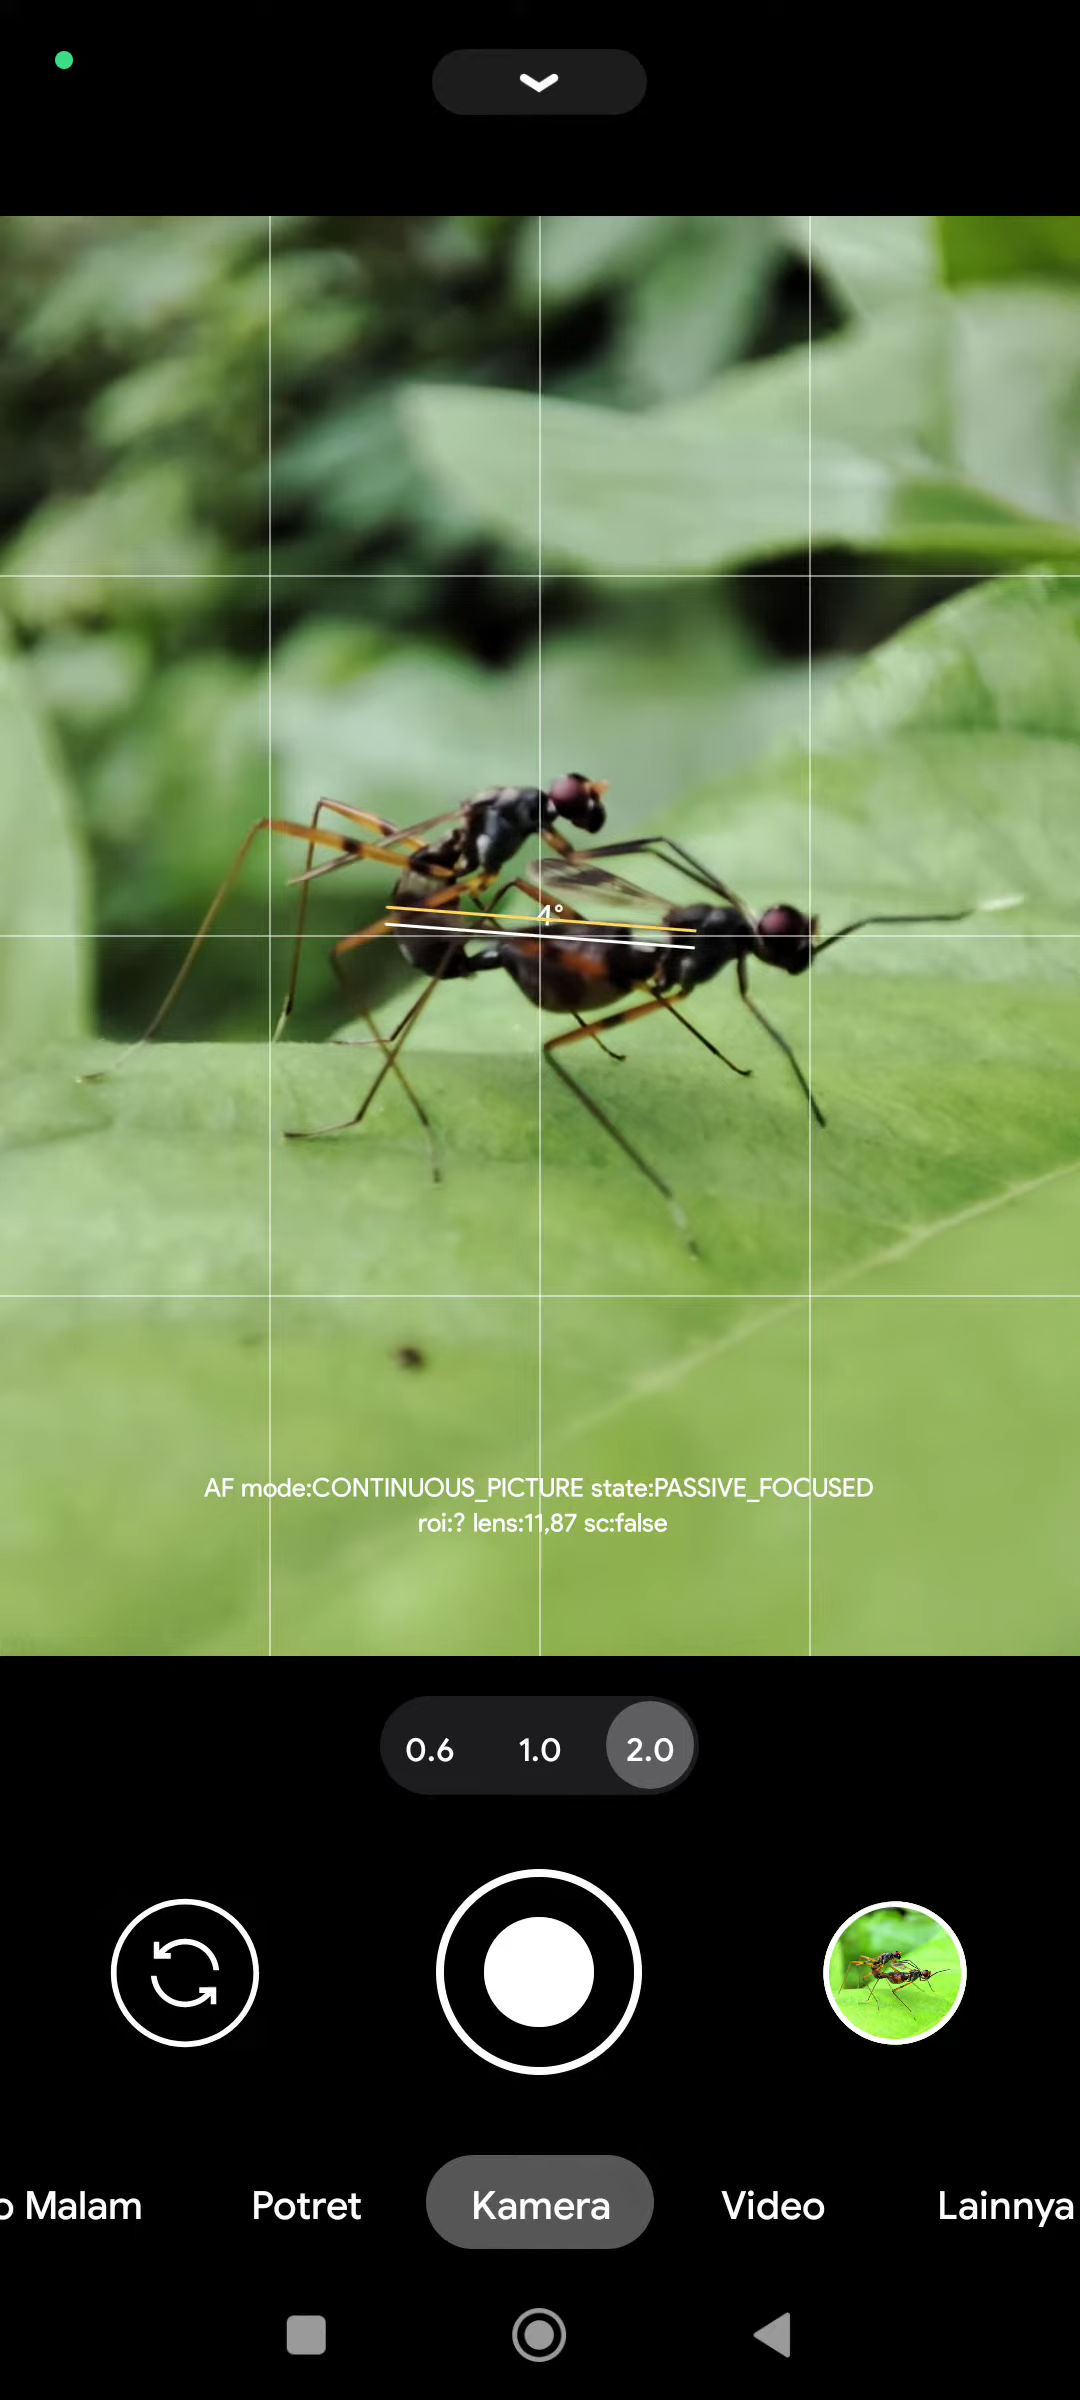 4°
AF mode:CONTINUOUS_PICTURE state:PASSIVE_FOCUSED
roi:? lens:11,87 sc:false
0.6 1.0 2.0
o Malam Potret Kamera Video Lainnya